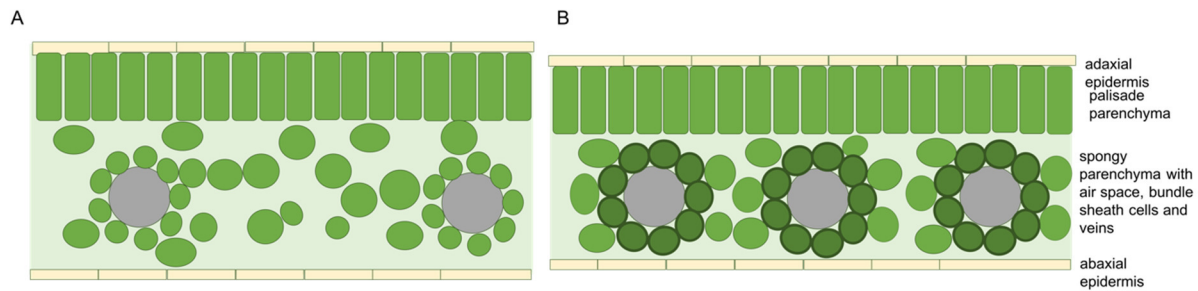 A
B
adaxial
epidermis
palisade
parenchyma
spongy
parenchyma with
air space, bundle
sheath cells and
veins
abaxial
epidermis